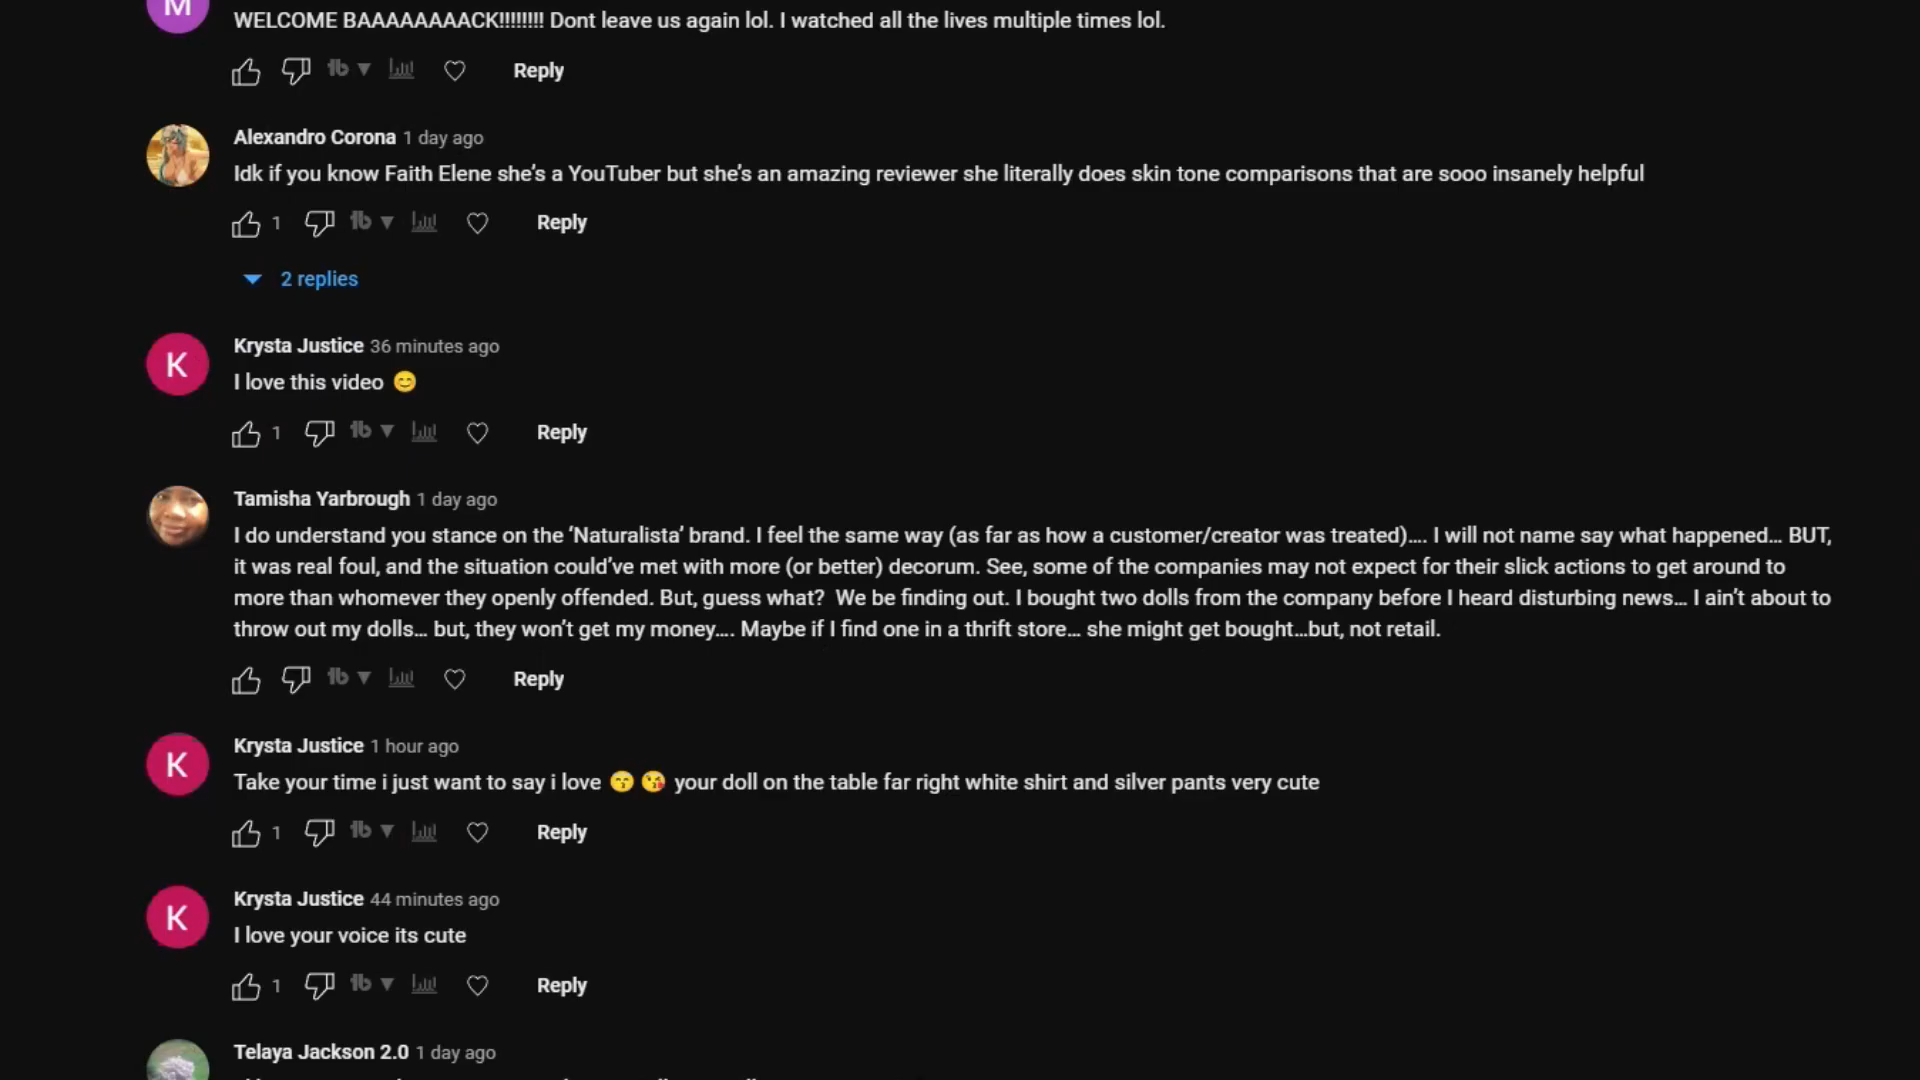 M
WELCOME BAAAAAAAACK!!!!!!!! Dont leave us again lol. I watched all the lives multiple times lol.
Reply
Alexandro Corona 1 day ago
Idk if you know Faith Elene she’s a YouTuber but she’s an amazing reviewer she literally does skin tone comparisons that are sooo insanely helpful
1 Reply
2 replies
K
Krysta Justice 36 minutes ago
I love this video 😊
1 Reply
Tamisha Yarbrough 1 day ago
I do understand you stance on the ‘Naturalista’ brand. I feel the same way (as far as how a customer/creator was treated)…. I will not name say what happened… BUT,
it was real foul, and the situation could’ve met with more (or better) decorum. See, some of the companies may not expect for their slick actions to get around to
more than whomever they openly offended. But, guess what?  We be finding out. I bought two dolls from the company before I heard disturbing news… I ain’t about to
throw out my dolls… but, they won’t get my money…. Maybe if I find one in a thrift store… she might get bought…but, not retail.
Reply
K
Krysta Justice 1 hour ago
Take your time i just want to say i love 😙 😘 your doll on the table far right white shirt and silver pants very cute
1 Reply
K
Krysta Justice 44 minutes ago
I love your voice its cute
1 Reply
Telaya Jackson 2.0 1 day ago